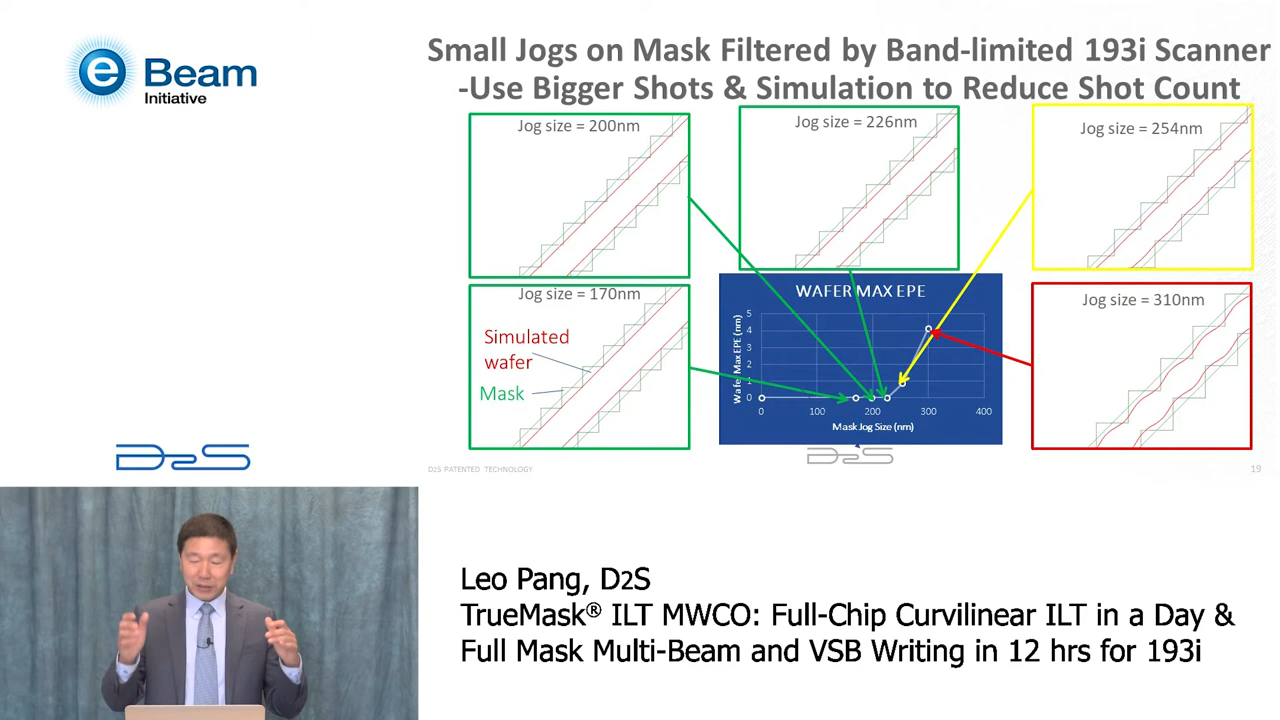 e Beam
Initiative
Small Jogs on Mask Filtered by Band-limited 193i Scanner
-Use Bigger Shots & Simulation to Reduce Shot Count
Jog size = 200nm
Jog size = 226nm
Jog size = 254nm
Jog size = 170nm
Simulated
wafer
Mask
WAFER MAX EPE
Wafer Max EPE (nm)
5
4
3
2
1
0
0 100 200 300 400
Mask Jog Size (nm)
Jog size = 310nm
D2S
D2S
D2S PATENTED TECHNOLOGY
19
Leo Pang, D2S
TrueMask® ILT MWCO: Full-Chip Curvilinear ILT in a Day &
Full Mask Multi-Beam and VSB Writing in 12 hrs for 193i